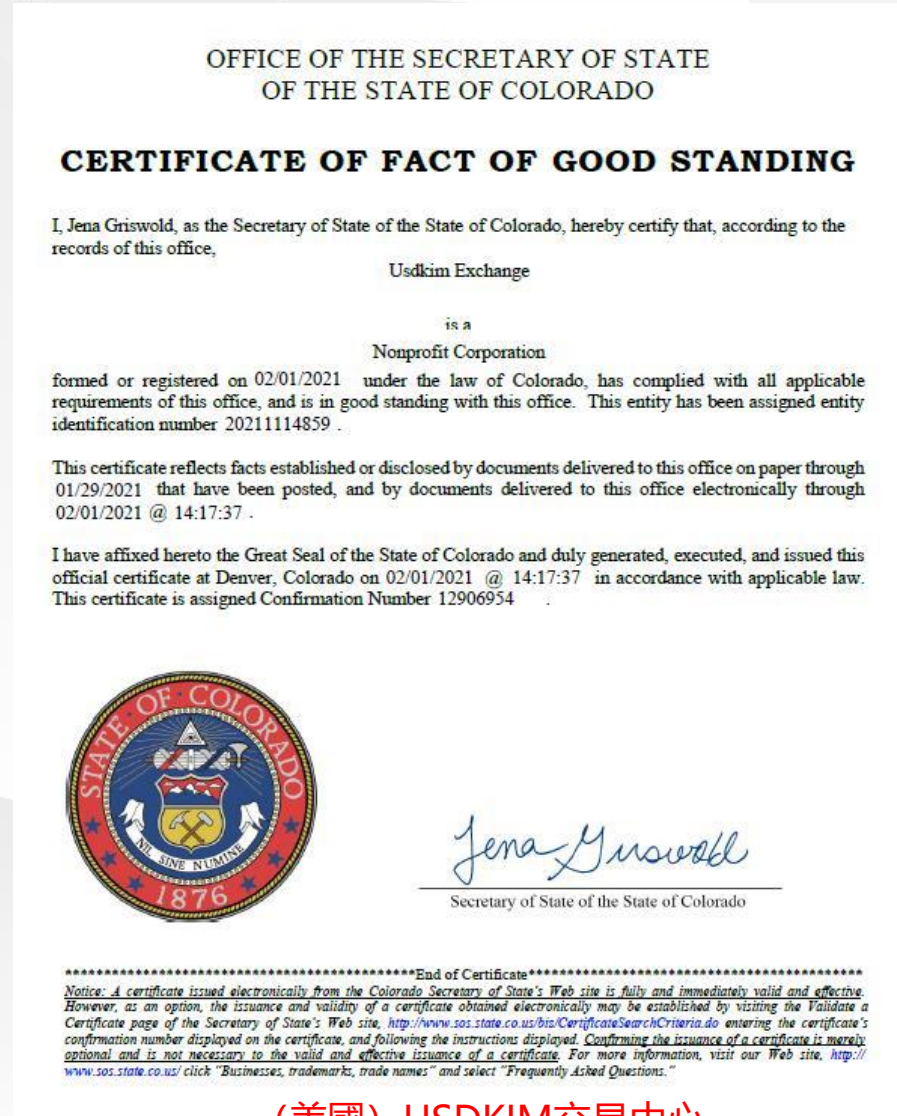 OFFICE OF THE SECRETARY OF STATE
OF THE STATE OF COLORADO
CERTIFICATE OF FACT OF GOOD STANDING
I, Jena Griswold, as the Secretary of State of the State of Colorado, hereby certify that, according to the
records of this office,
Usdkim Exchange
is a
Nonprofit Corporation
formed or registered on 02/01/2021 under the law of Colorado, has complied with all applicable
requirements of this office, and is in good standing with this office. This entity has been assigned entity
identification number 20211114859 .
This certificate reflects facts established or disclosed by documents delivered to this office on paper through
01/29/2021 that have been posted, and by documents delivered to this office electronically through
02/01/2021 @ 14:17:37 .
I have affixed hereto the Great Seal of the State of Colorado and duly generated, executed, and issued this
official certificate at Denver, Colorado on 02/01/2021 @ 14:17:37 in accordance with applicable law.
This certificate is assigned Confirmation Number 12906954 .
STATE OF COLORADO
NIL SINE NUMINE
1876
Jena Griswold
Secretary of State of the State of Colorado
*********************************************End of Certificate*******************************************
Notice: A certificate issued electronically from the Colorado Secretary of State's Web site is fully and immediately valid and effective.
However, as an option, the issuance and validity of a certificate obtained electronically may be established by visiting the Validate a
Certificate page of the Secretary of State's Web site, http://www.sos.state.co.us/biz/CertificateSearchCriteria.do entering the certificate's
confirmation number displayed on the certificate, and following the instructions displayed. Confirming the issuance of a certificate is merely
optional and is not necessary to the valid and effective issuance of a certificate. For more information, visit our Web site, http://
www.sos.state.co.us/ click "Businesses, trademarks, trade names" and select "Frequently Asked Questions."
(美國) USDKIM交易中心